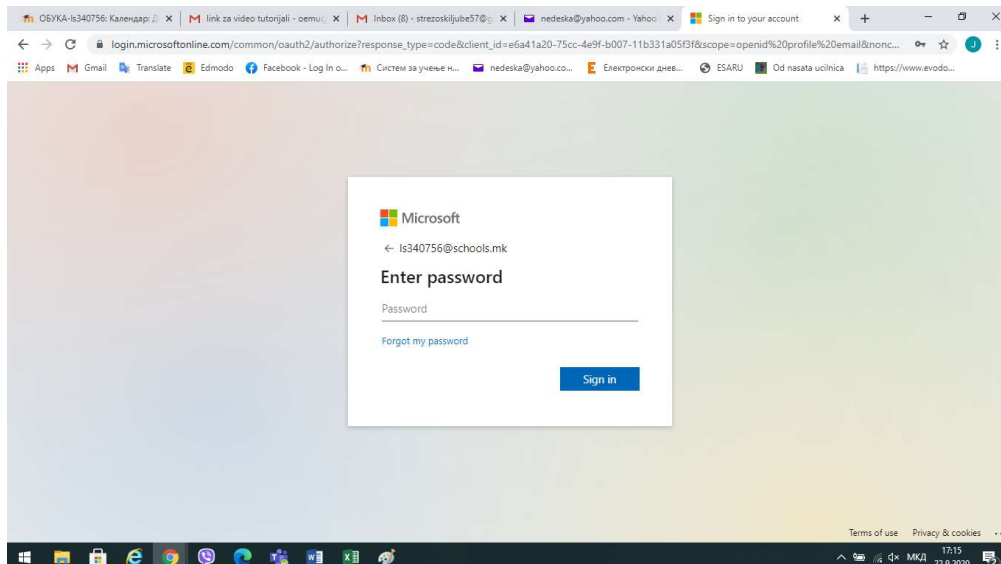 ОБУКА-ls340756: Календар: Д
link za video tutorijali - oemuc
Inbox (8) - strezoskiljube57@g
nedeska@yahoo.com - Yahoo
Sign in to your account
login.microsoftonline.com/common/oauth2/authorize?response_type=code&client_id=e6a41a20-75cc-4e9f-b007-11b331a05f3f&scope=openid%20profile%20email&nonc...
Apps Gmail Translate Edmodo Facebook - Log In o... Систем за учење н... nedeska@yahoo.co... Електронски днев... ESARU Od nasata ucilnica https://www.evodo...
Microsoft
← ls340756@schools.mk
Enter password
Password
Forgot my password
Sign in
Terms of use Privacy & cookies ...
МКД 17:15
22.9.2020